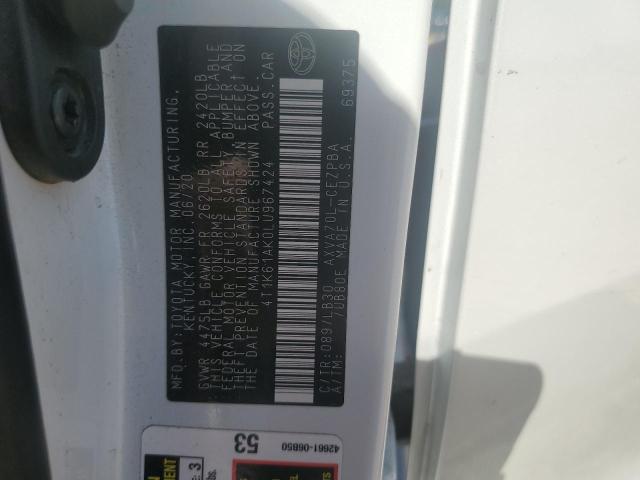 MFD.BY:TOYOTA MOTOR MANUFACTURING,
KENTUCKY, INC. 06/20
GVWR 4475LB GAWR-FR 2620LB RR 2420LB
THIS VEHICLE CONFORMS TO ALL APPLICABLE
FEDERAL MOTOR VEHICLE SAFETY, BUMPER, AND
THEFT PREVENTION STANDARDS IN EFFECT ON
THE DATE OF MANUFACTURE SHOWN ABOVE.
4T1K61AK0LU967424 PASS.CAR
C/TR: 089/LB30 AXVA70L-CEZPBA
A/TM: /UB80E MADE IN U.S.A.
69375
53
42661-06B50
3